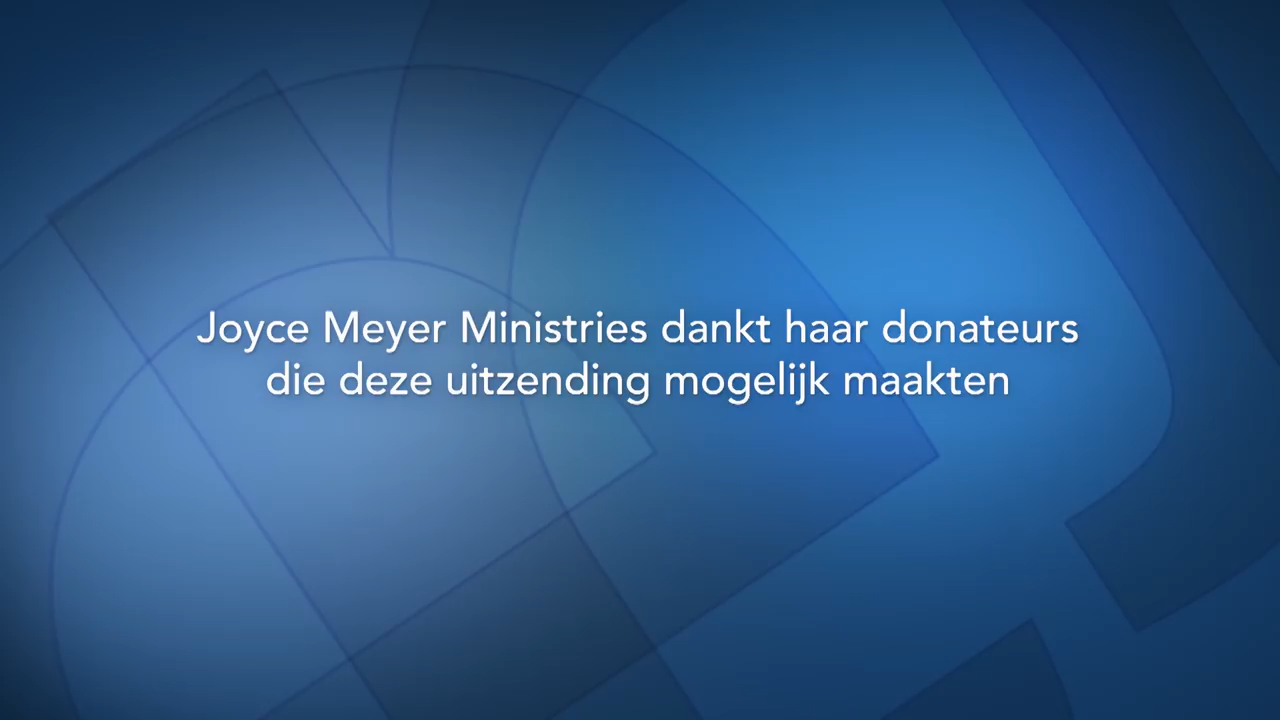 Joyce Meyer Ministries dankt haar donateurs
die deze uitzending mogelijk maakten